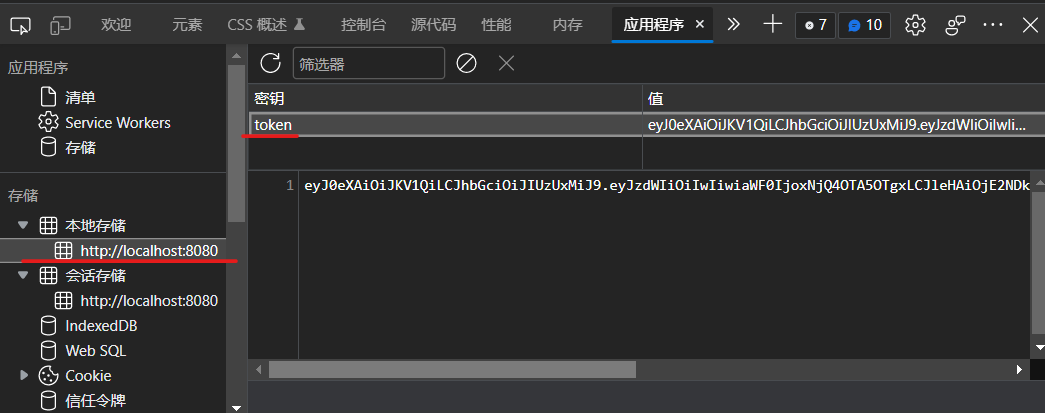 欢迎 元素 CSS 概述 控制台 源代码 性能 内存 应用程序 × 7 10
应用程序
清单
Service Workers
存储
存储
本地存储
http://localhost:8080
会话存储
http://localhost:8080
IndexedDB
Web SQL
Cookie
信任令牌
筛选器
密钥 值
token eyJ0eXAiOiJKV1QiLCJhbGciOiJIUzUxMiJ9.eyJzdWIiOiIwIi...
1 eyJ0eXAiOiJKV1QiLCJhbGciOiJIUzUxMiJ9.eyJzdWIiOiIwIiwiaWF0IjoxNjQ4OTA5OTgxLCJleHAiOjE2NDk